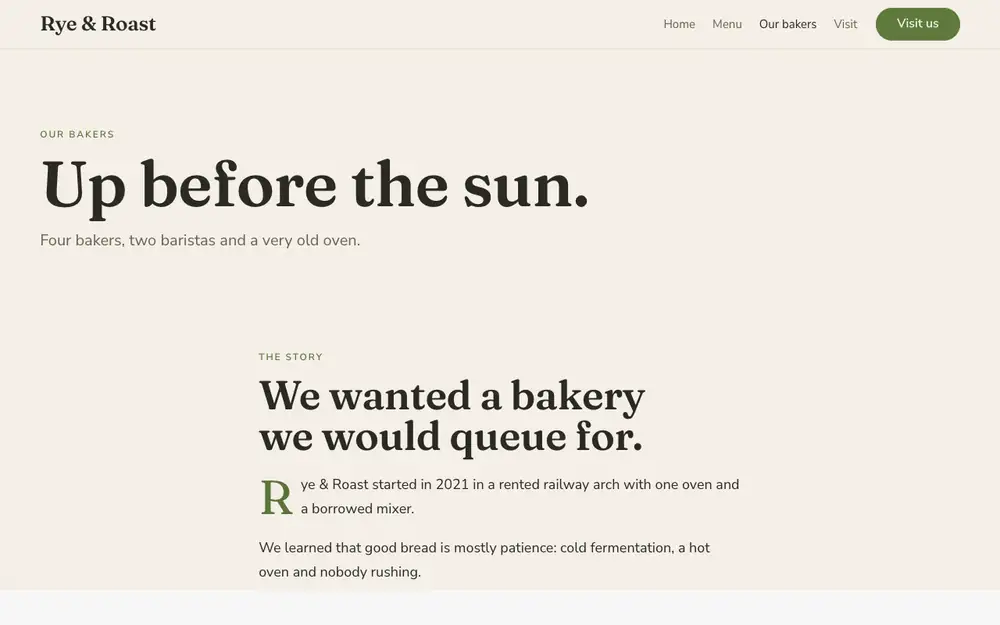 Rye & Roast
Home
Menu
Our bakers
Visit
Visit us
OUR BAKERS
Up before the sun.
Four bakers, two baristas and a very old oven.
THE STORY
We wanted a bakery
we would queue for.
Rye & Roast started in 2021 in a rented railway arch with one oven and
a borrowed mixer.
We learned that good bread is mostly patience: cold fermentation, a hot
oven and nobody rushing.